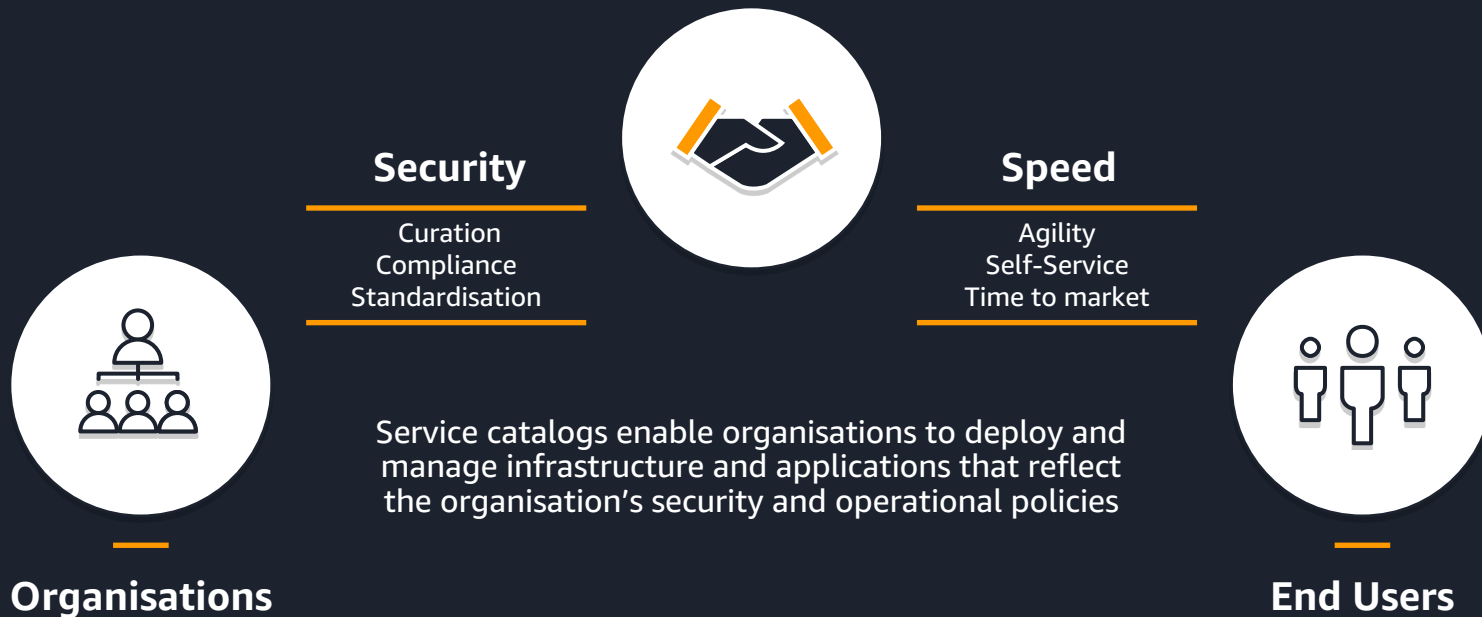 Security
Curation
Compliance
Standardisation
Speed
Agility
Self-Service
Time to market
Service catalogs enable organisations to deploy and
manage infrastructure and applications that reflect
the organisation’s security and operational policies
Organisations
End Users